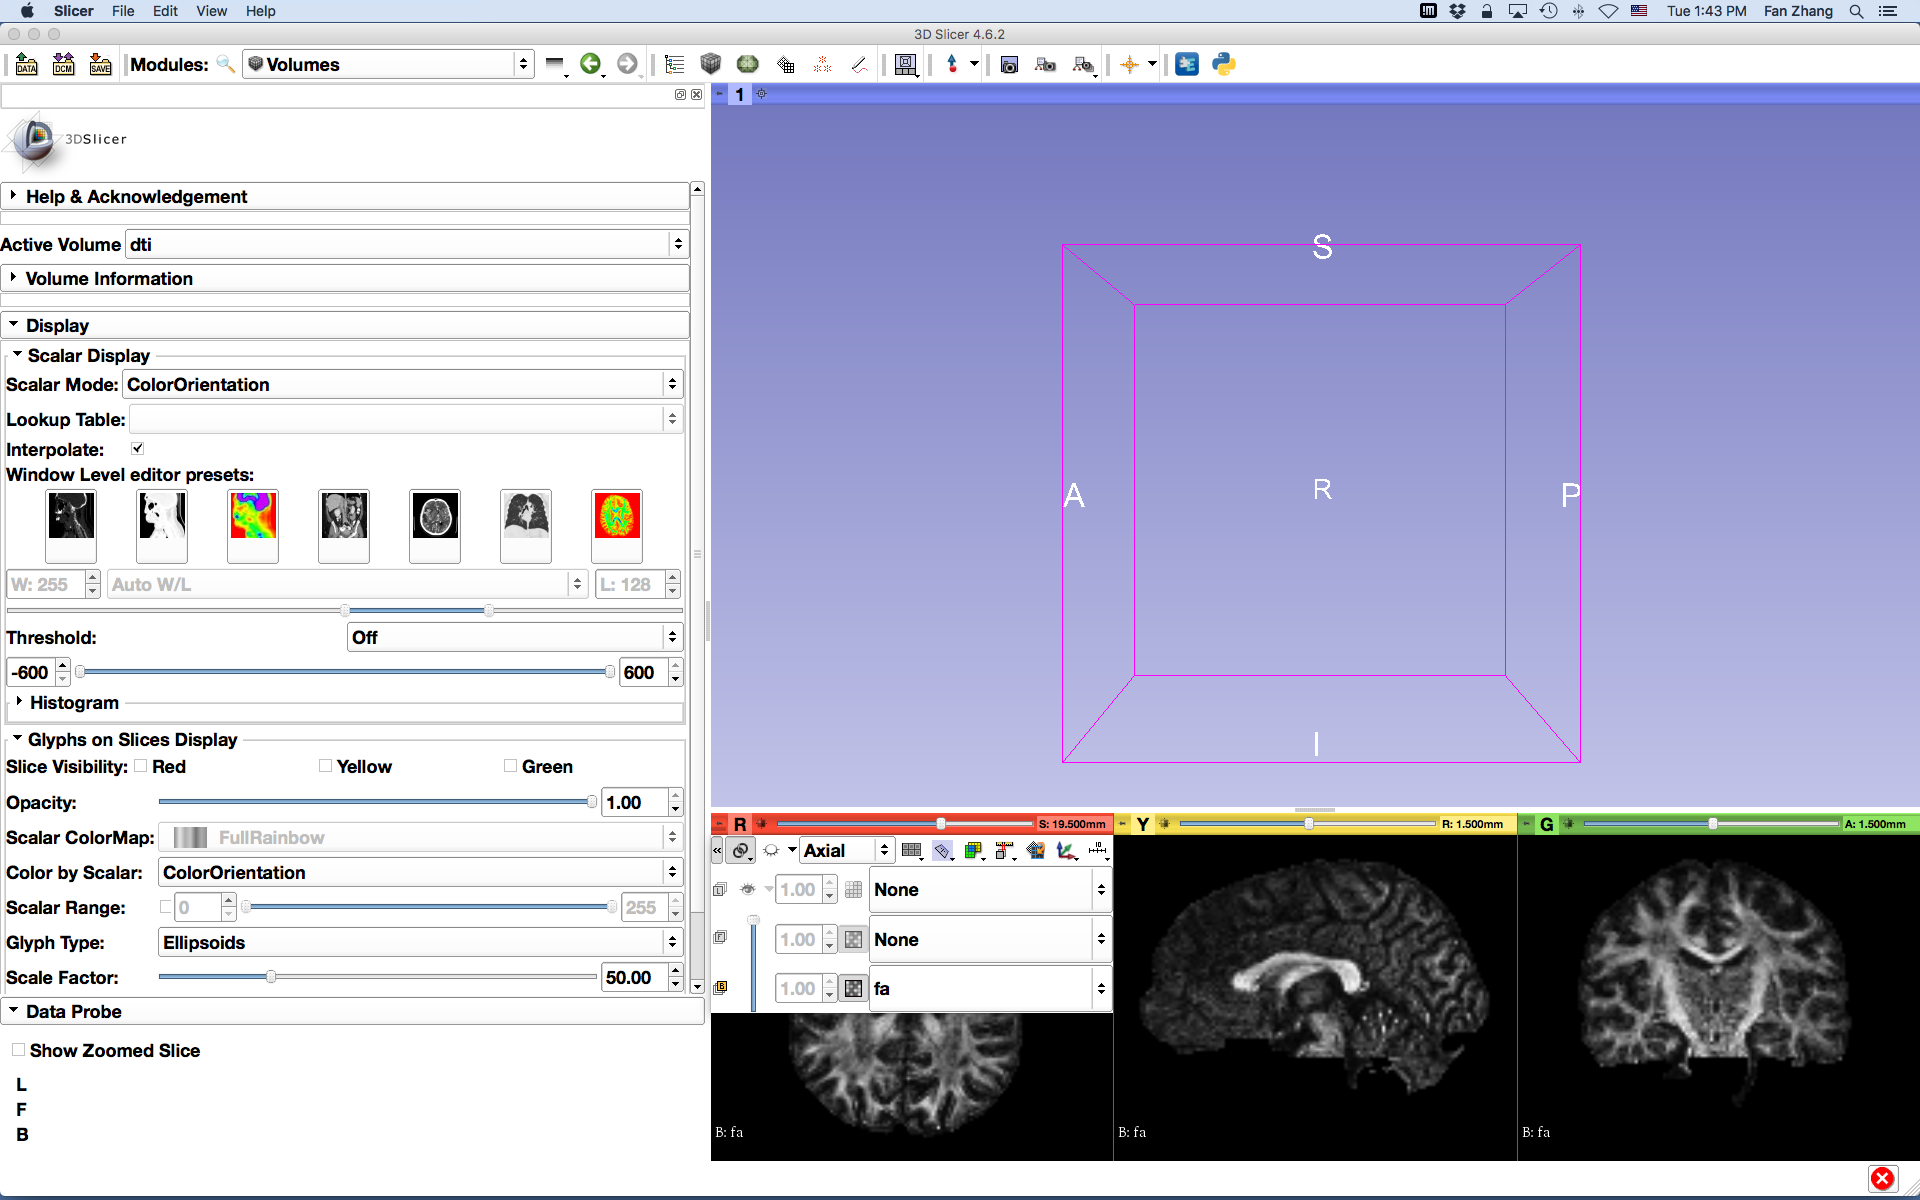 Slicer File Edit View Help Tue 1:43 PM Fan Zhang
3D Slicer 4.6.2
DATA DCM SAVE Modules: Volumes
1
3DSlicer
Help & Acknowledgement
Active Volume dti
Volume Information
Display
Scalar Display
Scalar Mode: ColorOrientation
Lookup Table:
Interpolate:
Window Level editor presets:
W: 255 Auto W/L L: 128
Threshold: Off
-600 600
Histogram
Glyphs on Slices Display
Slice Visibility: Red Yellow Green
Opacity: 1.00
Scalar ColorMap: FullRainbow
Color by Scalar: ColorOrientation
Scalar Range: 0 255
Glyph Type: Ellipsoids
Scale Factor: 50.00
Data Probe
Show Zoomed Slice
L
F
B
S
A R P
I
R S: 19.500mm
Axial
L 1.00 None
F 1.00 None
B 1.00 fa
B: fa
Y R: 1.500mm
B: fa
G A: 1.500mm
B: fa